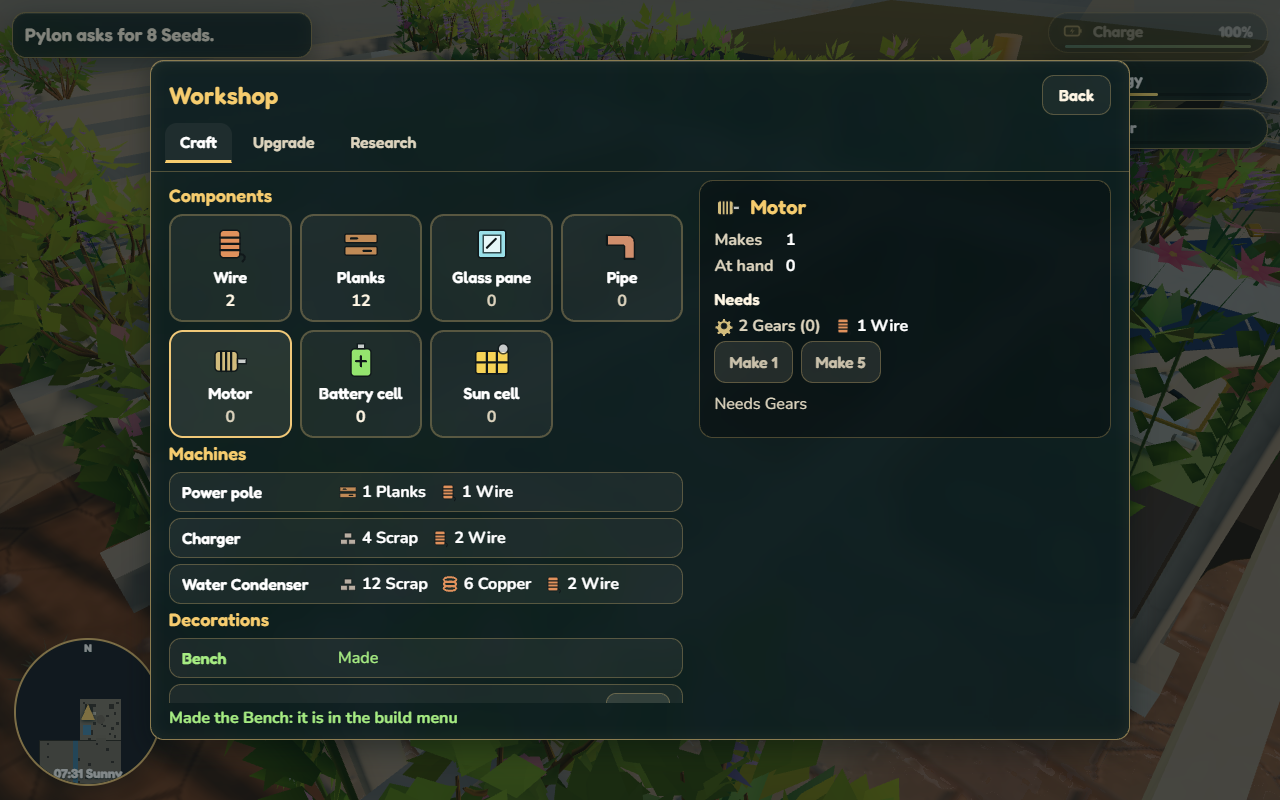 Pylon asks for 8 Seeds.
Charge 100%
Workshop
Back
Craft Upgrade Research
Components
Wire
2
Planks
12
Glass pane
0
Pipe
0
Motor
0
Battery cell
0
Sun cell
0
Machines
Power pole 1 Planks 1 Wire
Charger 4 Scrap 2 Wire
Water Condenser 12 Scrap 6 Copper 2 Wire
Decorations
Bench Made
Made the Bench: it is in the build menu
Motor
Makes 1
At hand 0
Needs
2 Gears (0) 1 Wire
Make 1 Make 5
Needs Gears
N
07:31 Sunny